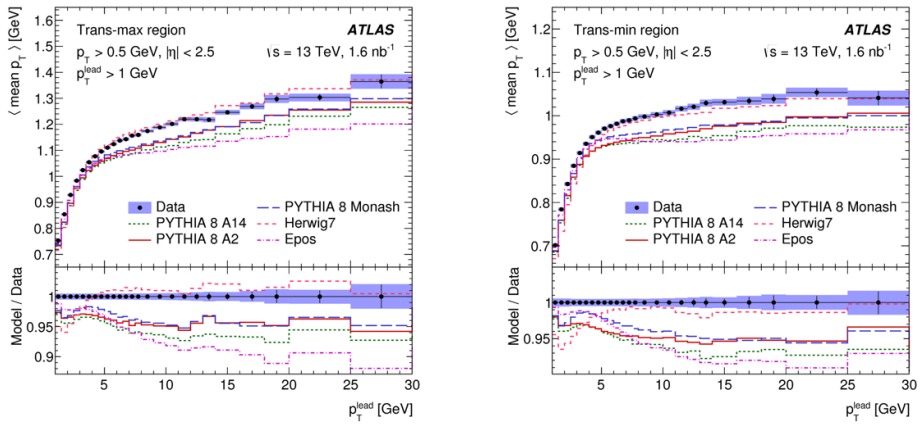 Trans-max region ATLAS
p_T > 0.5 GeV, |η| < 2.5 √s = 13 TeV, 1.6 nb⁻¹
p_T^lead > 1 GeV
⟨ mean p_T ⟩ [GeV]
1.6
1.5
1.4
1.3
1.2
1.1
1
0.9
0.8
0.7
Data PYTHIA 8 Monash
PYTHIA 8 A14 Herwig7
PYTHIA 8 A2 Epos
Model / Data
1
0.95
0.9
5 10 15 20 25 30
p_T^lead [GeV]
Trans-min region ATLAS
p_T > 0.5 GeV, |η| < 2.5 √s = 13 TeV, 1.6 nb⁻¹
p_T^lead > 1 GeV
⟨ mean p_T ⟩ [GeV]
1.2
1.1
1
0.9
0.8
0.7
Data PYTHIA 8 Monash
PYTHIA 8 A14 Herwig7
PYTHIA 8 A2 Epos
Model / Data
1
0.95
5 10 15 20 25 30
p_T^lead [GeV]